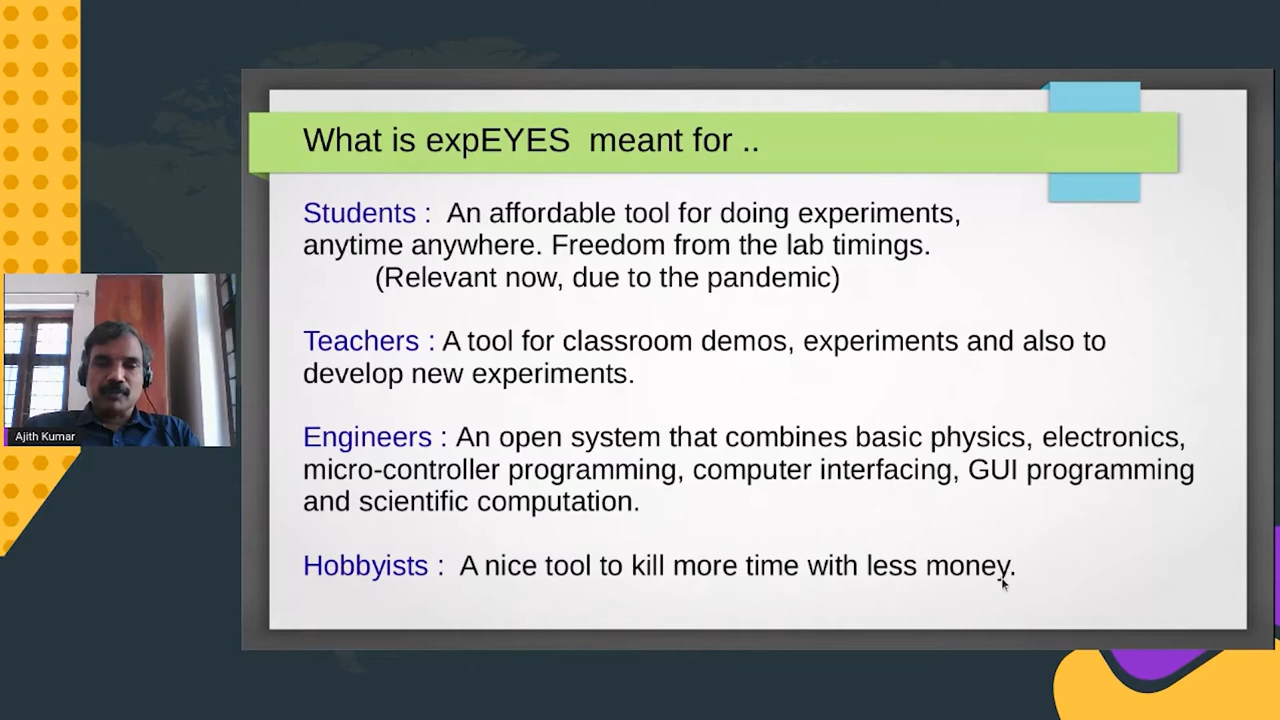 What is expEYES  meant for ..
Students :  An affordable tool for doing experiments,
anytime anywhere. Freedom from the lab timings.
(Relevant now, due to the pandemic)
Teachers : A tool for classroom demos, experiments and also to
develop new experiments.
Engineers : An open system that combines basic physics, electronics,
micro-controller programming, computer interfacing, GUI programming
and scientific computation.
Hobbyists :  A nice tool to kill more time with less money.
Ajith Kumar